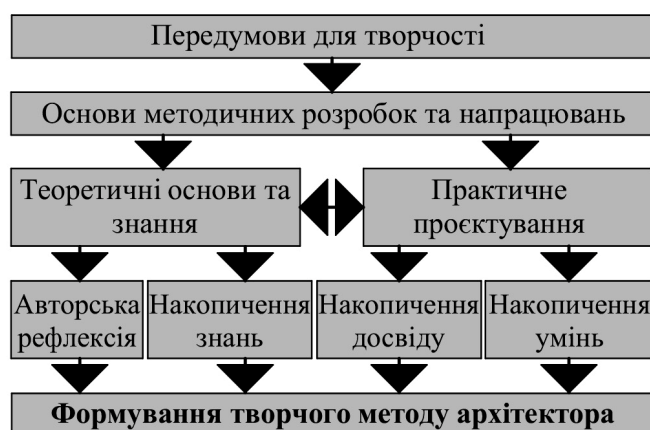 Передумови для творчості
Основи методичних розробок та напрацювань
Теоретичні основи та
знання
Практичне
проєктування
Авторська
рефлексія
Накопичення
знань
Накопичення
досвіду
Накопичення
умінь
Формування творчого методу архітектора